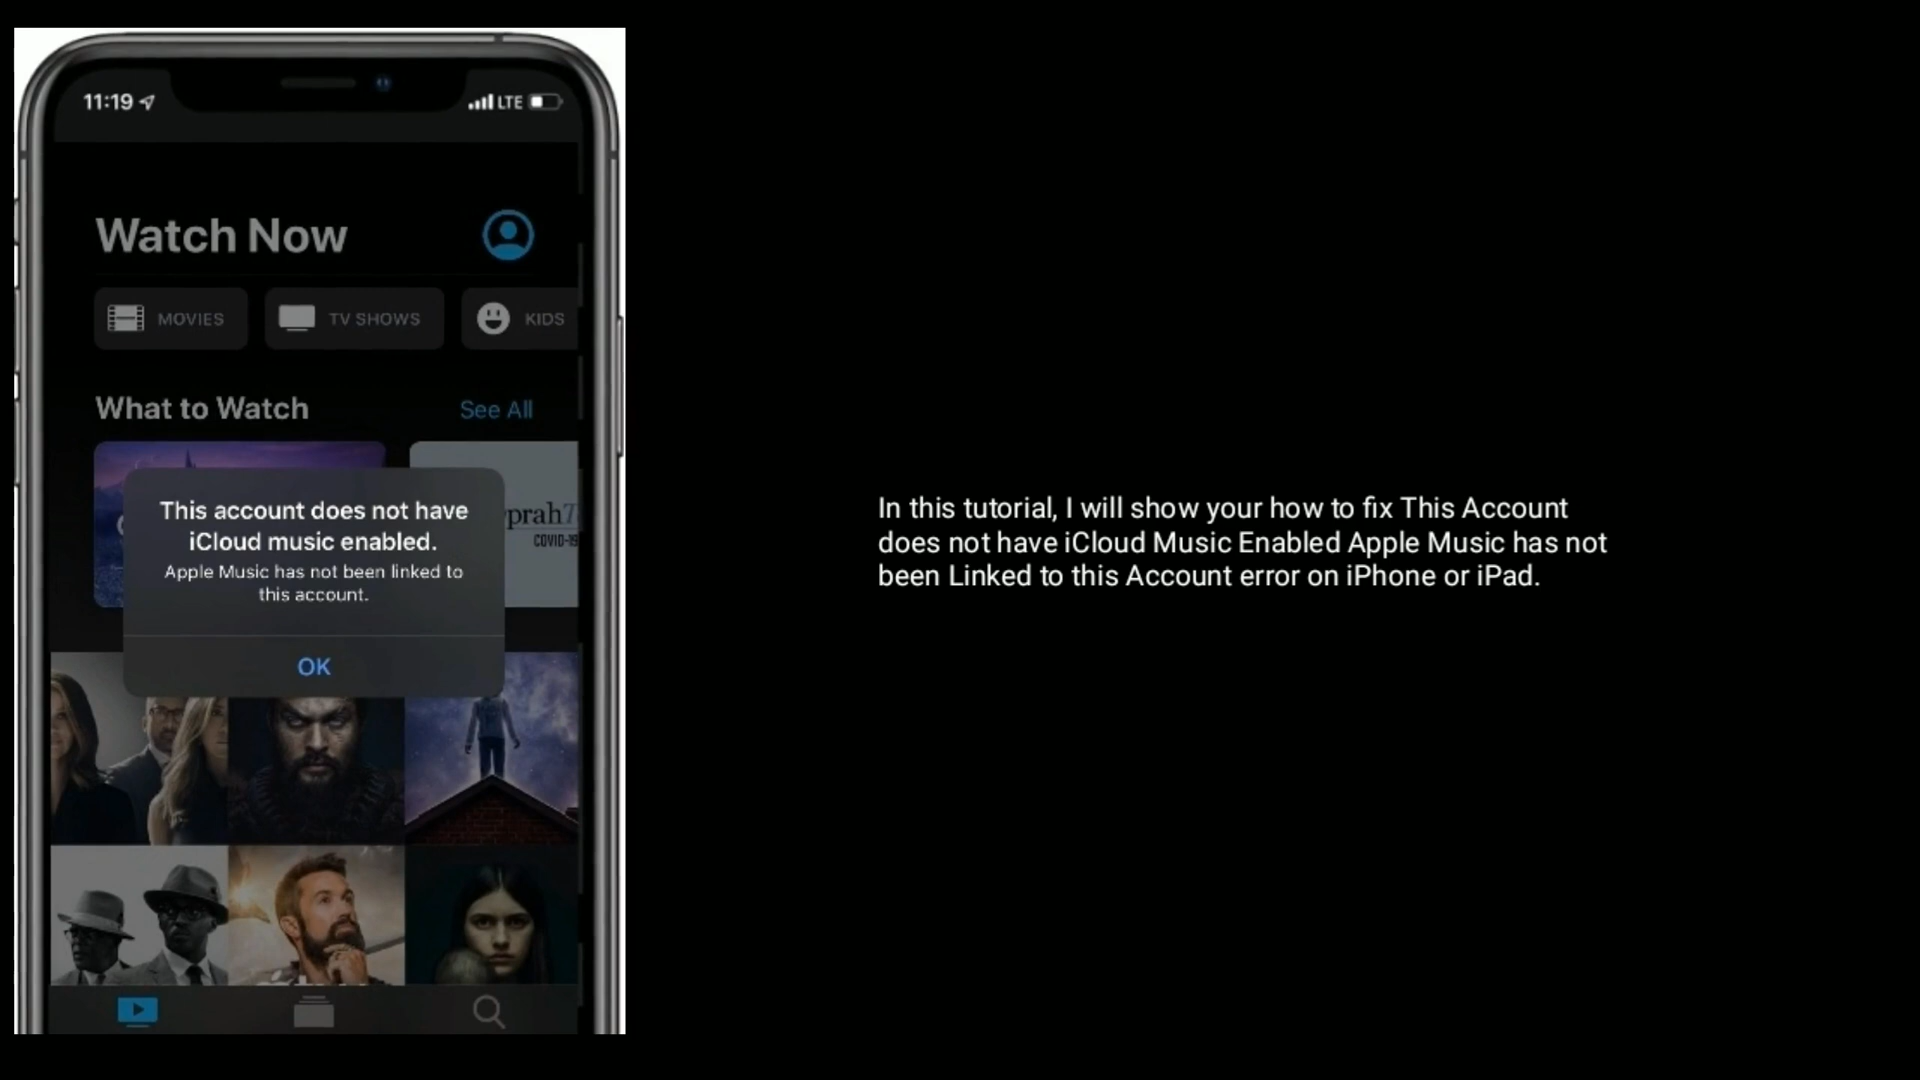 11:19
LTE
Watch Now
MOVIES
TV SHOWS
KIDS
What to Watch
See All
This account does not have
iCloud music enabled.
Apple Music has not been linked to
this account.
OK
COVID-19
In this tutorial, I will show your how to fix This Account
does not have iCloud Music Enabled Apple Music has not
been Linked to this Account error on iPhone or iPad.